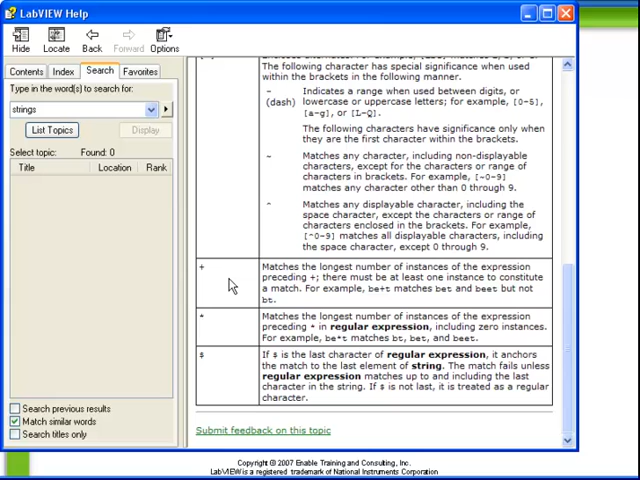 LabVIEW Help
Hide
Locate
Back
Forward
Options
Contents
Index
Search
Favorites
Type in the word(s) to search for:
strings
List Topics
Display
Select topic:
Found: 0
Title
Location
Rank
Search previous results
Match similar words
Search titles only
The following character has special significance when used
within the brackets in the following manner.
- (dash)
Indicates a range when used between digits, or
lowercase or uppercase letters; for example, [0-5],
[a-g], or [L-Q].
The following characters have significance only when
they are the first character within the brackets.
~
Matches any character, including non-displayable
characters, except for the characters or range of
characters in brackets. For example, [~0-9]
matches any character other than 0 through 9.
^
Matches any displayable character, including the
space character, except the characters or range of
characters enclosed in the brackets. For example,
[^0-9] matches all displayable characters, including
the space character, except 0 through 9.
+
Matches the longest number of instances of the expression
preceding +; there must be at least one instance to constitute
a match. For example, be+t matches bet and beet but not
bt.
*
Matches the longest number of instances of the expression
preceding * in regular expression, including zero instances.
For example, be*t matches bt, bet, and beet.
$
If $ is the last character of regular expression, it anchors
the match to the last element of string. The match fails unless
regular expression matches up to and including the last
character in the string. If $ is not last, it is treated as a regular
character.
Submit feedback on this topic
Copyright © 2007 Enable Training and Consulting, Inc.
LabVIEW is a registered trademark of National Instruments Corporation